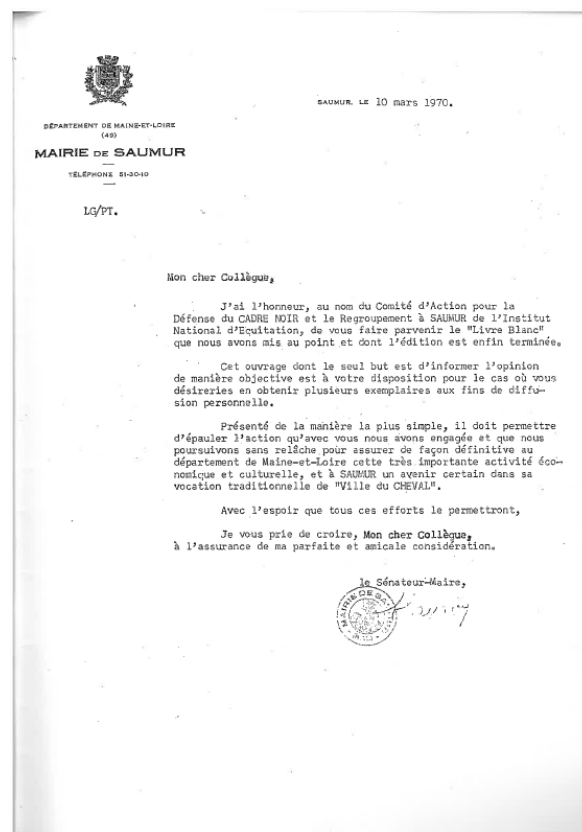 SAUMUR, LE 10 mars 1970.
DÉPARTEMENT DE MAINE-ET-LOIRE
(49)
MAIRIE DE SAUMUR
TÉLÉPHONE 51-30-10
LG/PT.
Mon cher Collègue,
J'ai l'honneur, au nom du Comité d'Action pour la
Défense du CADRE NOIR et le Regroupement à SAUMUR de l'Institut
National d'Equitation, de vous faire parvenir le "Livre Blanc"
que nous avons mis au point et dont l'édition est enfin terminée.
Cet ouvrage dont le seul but est d'informer l'opinion
de manière objective est à votre disposition pour le cas où vous
désireries en obtenir plusieurs exemplaires aux fins de diffu-
sion personnelle.
Présenté de la manière la plus simple, il doit permettre
d'épauler l'action qu'avec vous nous avons engagée et que nous
poursuivons sans relâche pour assurer de façon définitive au
département de Maine-et-Loire cette très importante activité éco-
nomique et culturelle, et à SAUMUR un avenir certain dans sa
vocation traditionnelle de "Ville du CHEVAL".
Avec l'espoir que tous ces efforts le permettront,
Je vous prie de croire, Mon cher Collègue,
à l'assurance de ma parfaite et amicale considération.
le Sénateur-Maire,
MAIRIE DE